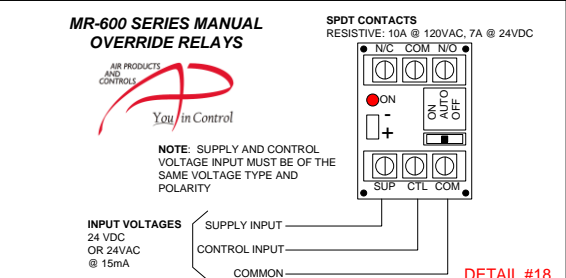 MR-600 SERIES MANUAL
OVERRIDE RELAYS
AIR PRODUCTS
AND
CONTROLS
You in Control
NOTE: SUPPLY AND CONTROL
VOLTAGE INPUT MUST BE OF THE
SAME VOLTAGE TYPE AND
POLARITY
SPDT CONTACTS
RESISTIVE: 10A @ 120VAC, 7A @ 24VDC
N/C COM N/O
ON
-
+
ON
AUTO
OFF
SUP CTL COM
INPUT VOLTAGES
24 VDC
OR 24VAC
@ 15mA
SUPPLY INPUT
CONTROL INPUT
COMMON
DETAIL #18